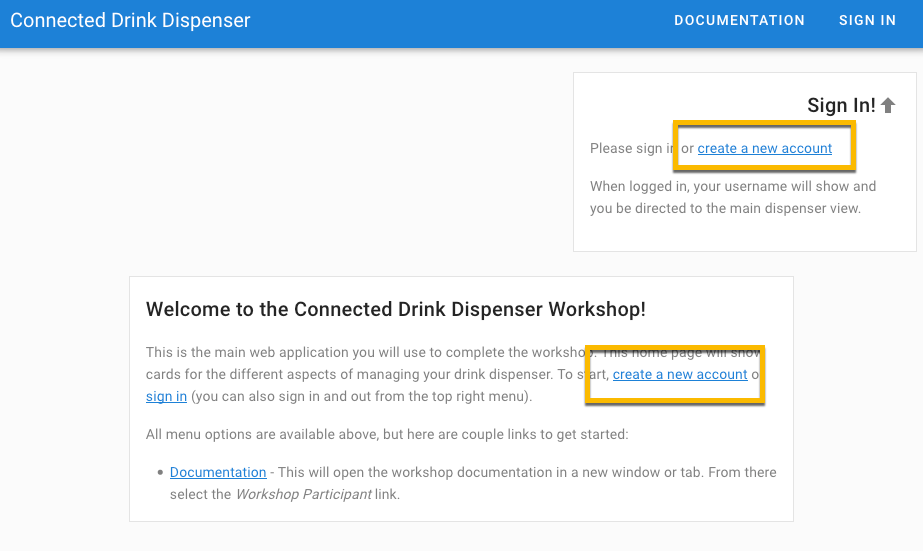 Connected Drink Dispenser
DOCUMENTATION
SIGN IN
Sign In!
Please sign in or create a new account
When logged in, your username will show and
you be directed to the main dispenser view.
Welcome to the Connected Drink Dispenser Workshop!
This is the main web application you will use to complete the workshop. This home page will show
cards for the different aspects of managing your drink dispenser. To start, create a new account o
sign in (you can also sign in and out from the top right menu).
All menu options are available above, but here are couple links to get started:
• Documentation - This will open the workshop documentation in a new window or tab. From there
select the Workshop Participant link.